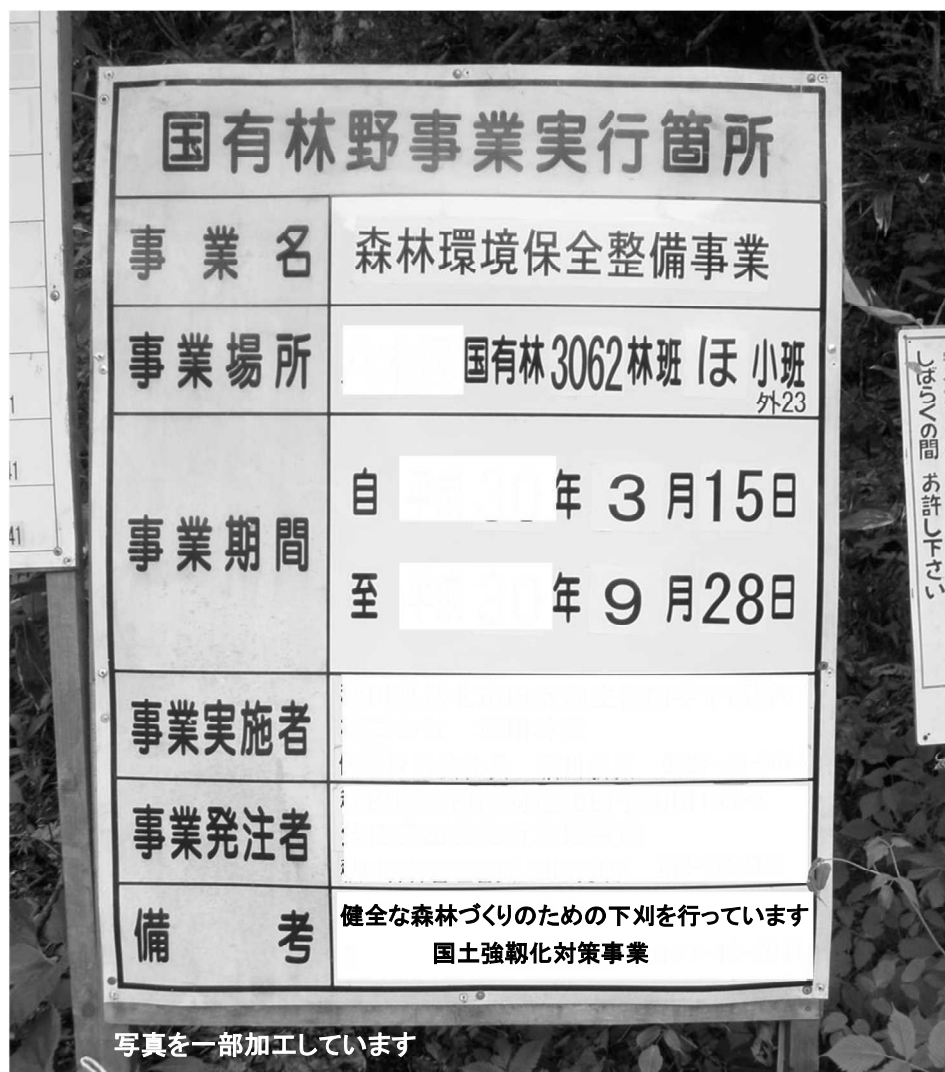 国有林野事業実行箇所
事業名 森林環境保全整備事業
事業場所 国有林3062林班 ほ 小班
外23
事業期間
自 年 3月15日
至 年 9月28日
事業実施者
事業発注者
備考
健全な森林づくりのための下刈を行っています
国土強靱化対策事業
しばらくの間 お許し下さい
41
41
写真を一部加工しています